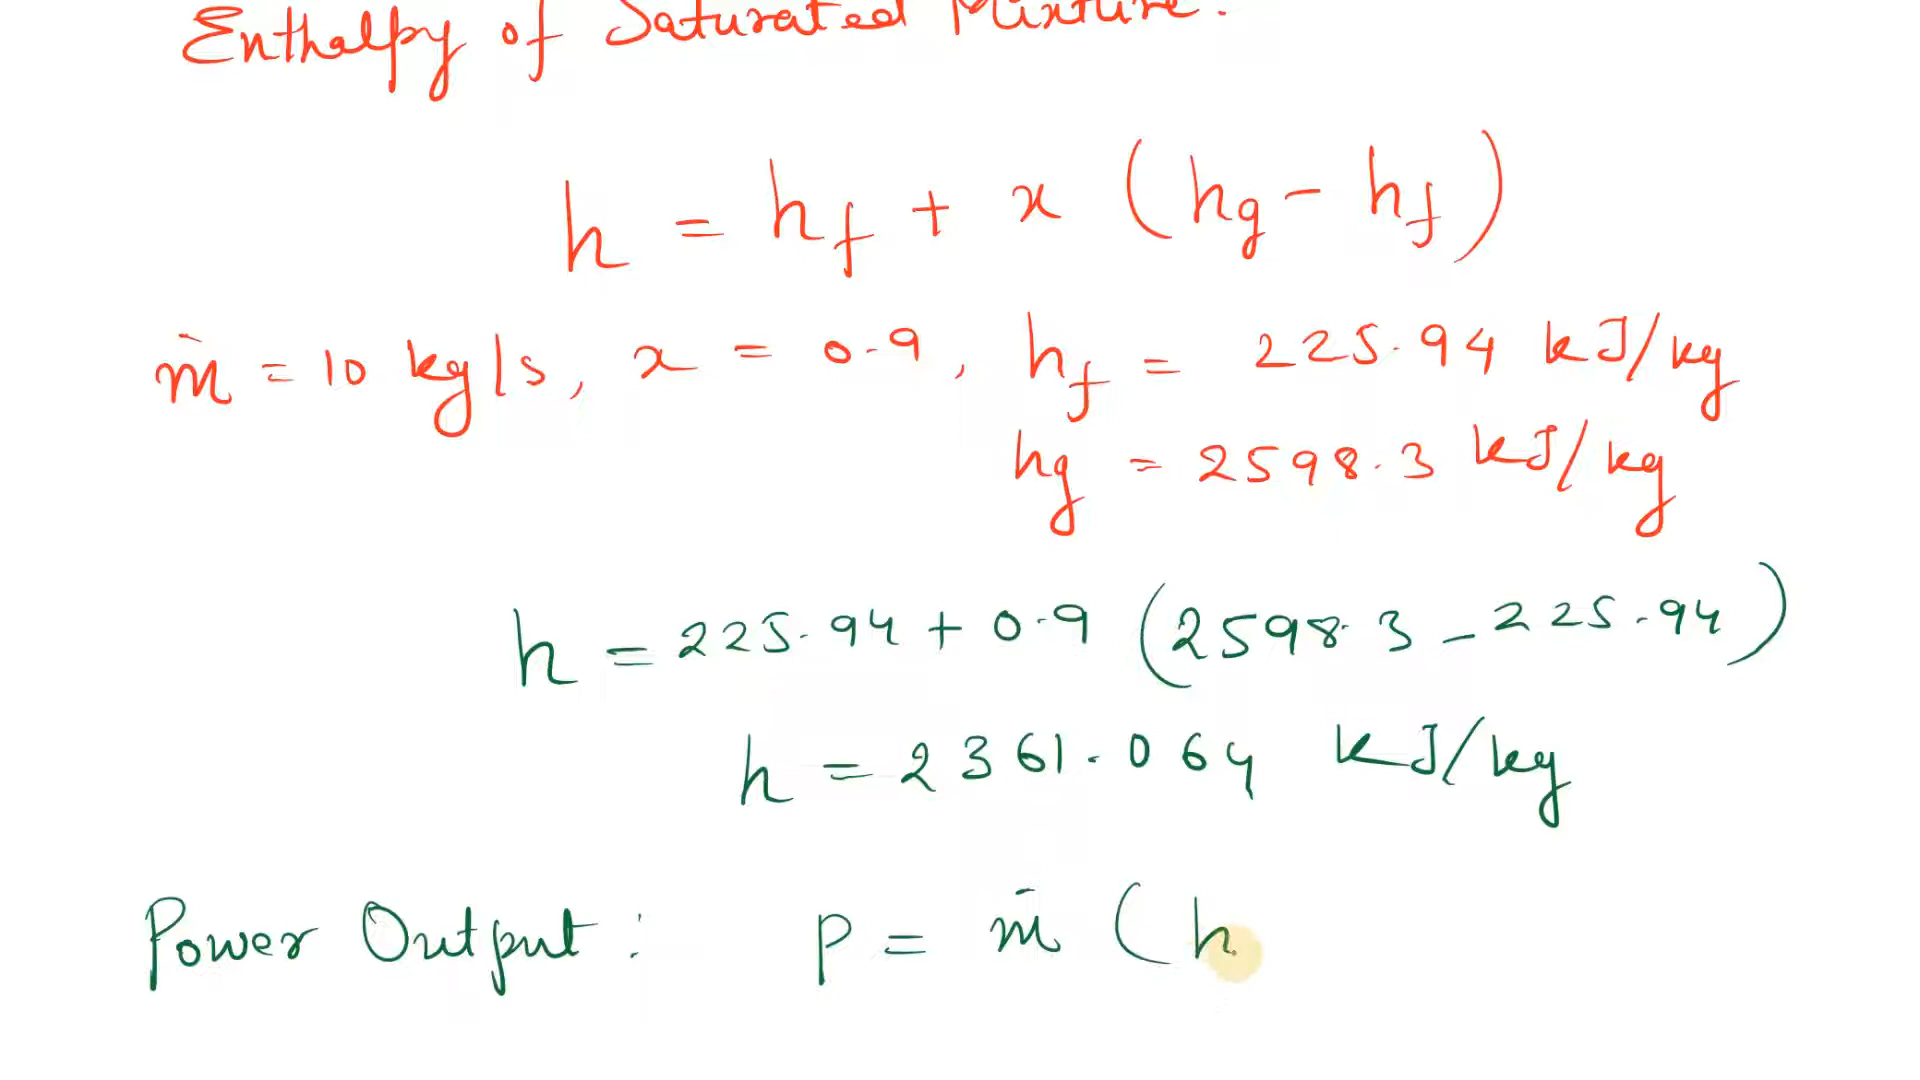 Enthalpy of Saturated Mixture:
h = hf + x (hg - hf)
ṁ = 10 kg/s, x = 0.9, hf = 225.94 kJ/kg
hg = 2598.3 kJ/kg
h = 225.94 + 0.9 (2598.3 - 225.94)
h = 2361.064 kJ/kg
Power Output: P = ṁ (h